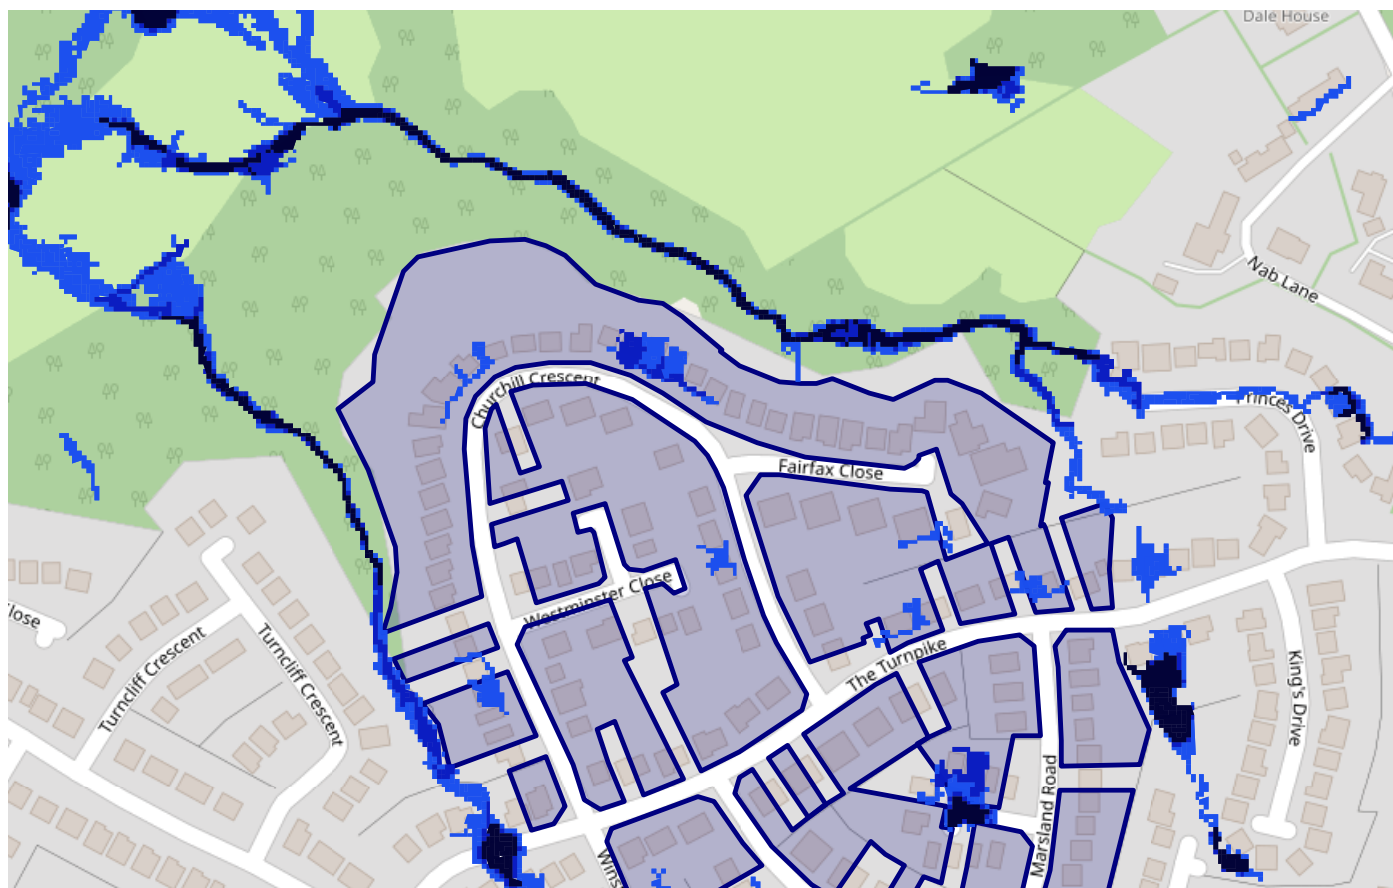 Dale House
Nab Lane
Churchill Crescent
Princes Drive
Fairfax Close
Westminster Close
Close
Turncliff Crescent
Turncliff Crescent
The Turnpike
King's Drive
Marsland Road
Wins